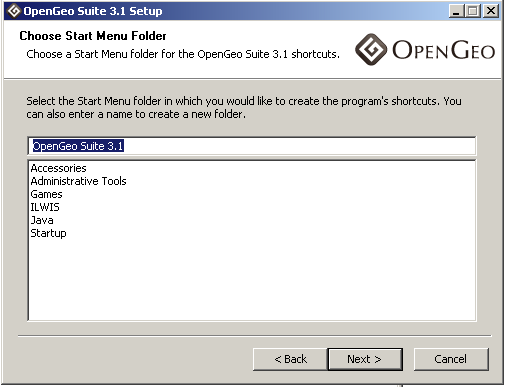 OpenGeo Suite 3.1 Setup
Choose Start Menu Folder
Choose a Start Menu folder for the OpenGeo Suite 3.1 shortcuts.
OPENGEO
Select the Start Menu folder in which you would like to create the program's shortcuts. You
can also enter a name to create a new folder.
OpenGeo Suite 3.1
Accessories
Administrative Tools
Games
ILWIS
Java
Startup
< Back
Next >
Cancel